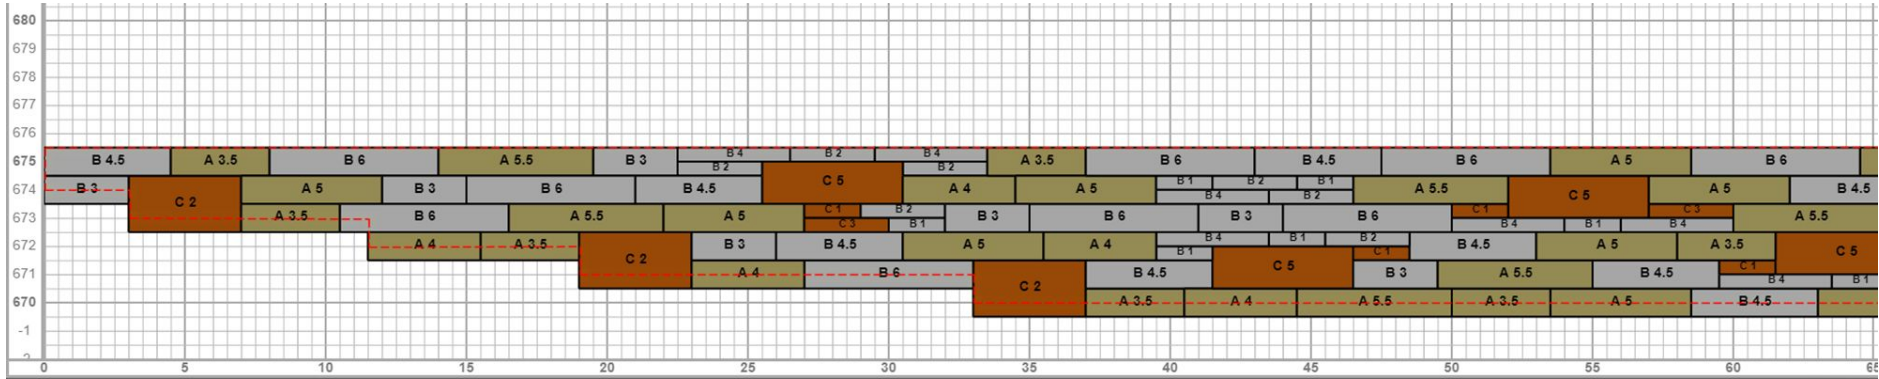 680
679
678
677
676
675 B 4.5 A 3.5 B 6 A 5.5 B 3 B 4 B 2 B 4 A 3.5 B 6 B 4.5 B 6 A 5 B 6
B 2 B 2
674 B 3 C 2 A 5 B 3 B 6 B 4.5 C 5 A 4 A 5 B 1 B 2 B 1 A 5.5 C 5 A 5 B 4.5
B 4 B 2
673 A 3.5 B 6 A 5.5 A 5 C 1 B 2 B 3 B 6 B 3 B 6 C 1 C 3 A 5.5
C 3 B 1 B 4 B 1 B 4
672 A 4 A 3.5 C 2 B 3 B 4.5 A 5 A 4 B 4 B 1 B 2 B 4.5 A 5 A 3.5 C 5
B 1 C 5 C 1
671 A 4 B 6 C 2 B 4.5 B 3 A 5.5 B 4.5 C 1
B 4 B 1
670 A 3.5 A 4 A 5.5 A 3.5 A 5 B 4.5
-1
0 5 10 15 20 25 30 35 40 45 50 55 60 65